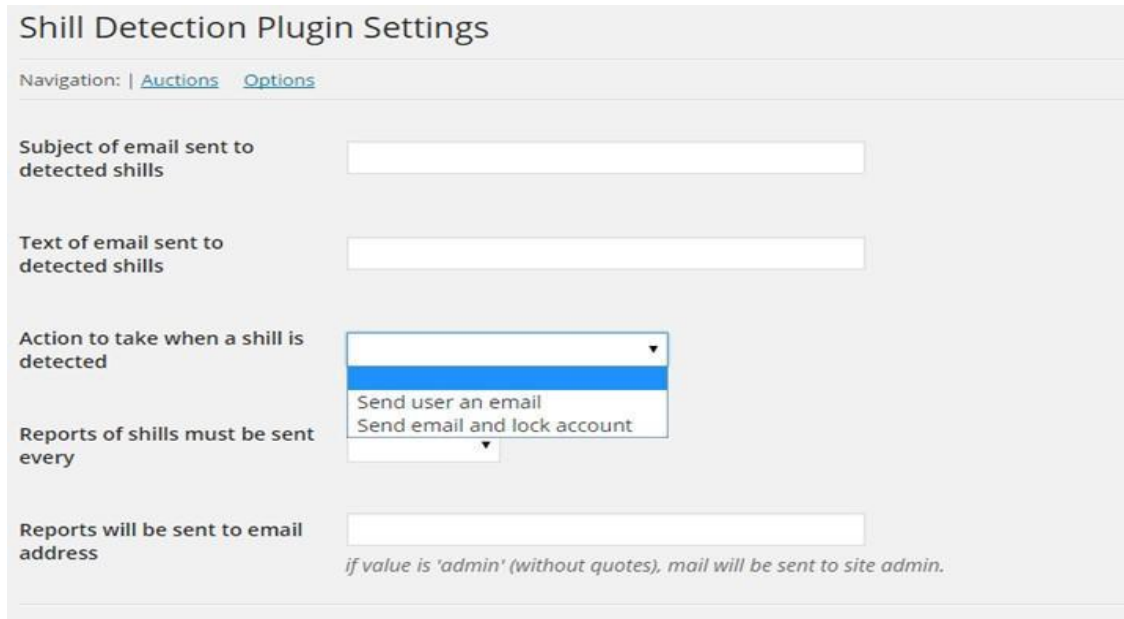 Shill Detection Plugin Settings
Navigation: | Auctions Options
Subject of email sent to
detected shills
Text of email sent to
detected shills
Action to take when a shill is
detected
Send user an email
Send email and lock account
Reports of shills must be sent
every
Reports will be sent to email
address
if value is 'admin' (without quotes), mail will be sent to site admin.